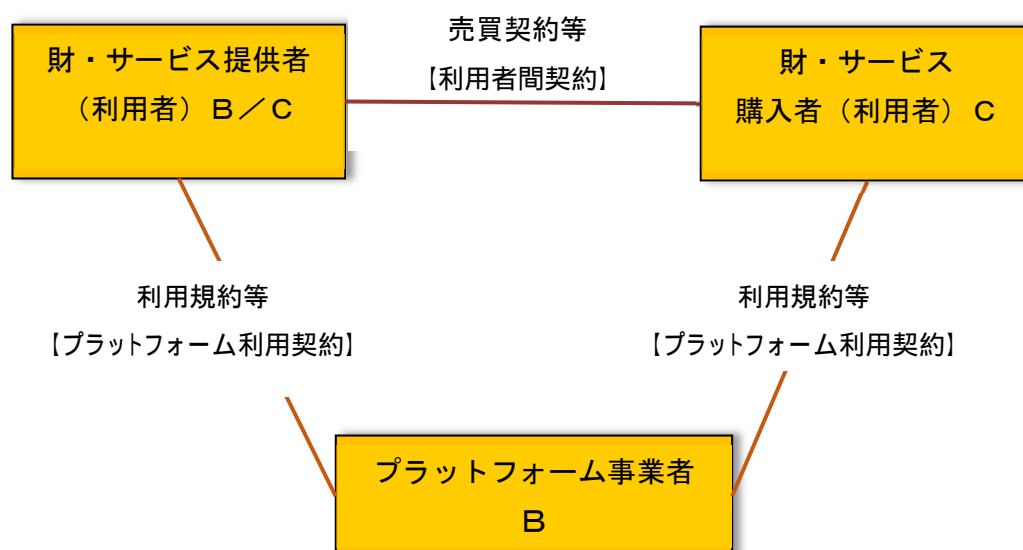 財・サービス提供者
（利用者）Ｂ／Ｃ
売買契約等
【利用者間契約】
財・サービス
購入者（利用者）Ｃ
利用規約等
【プラットフォーム利用契約】
利用規約等
【プラットフォーム利用契約】
プラットフォーム事業者
Ｂ